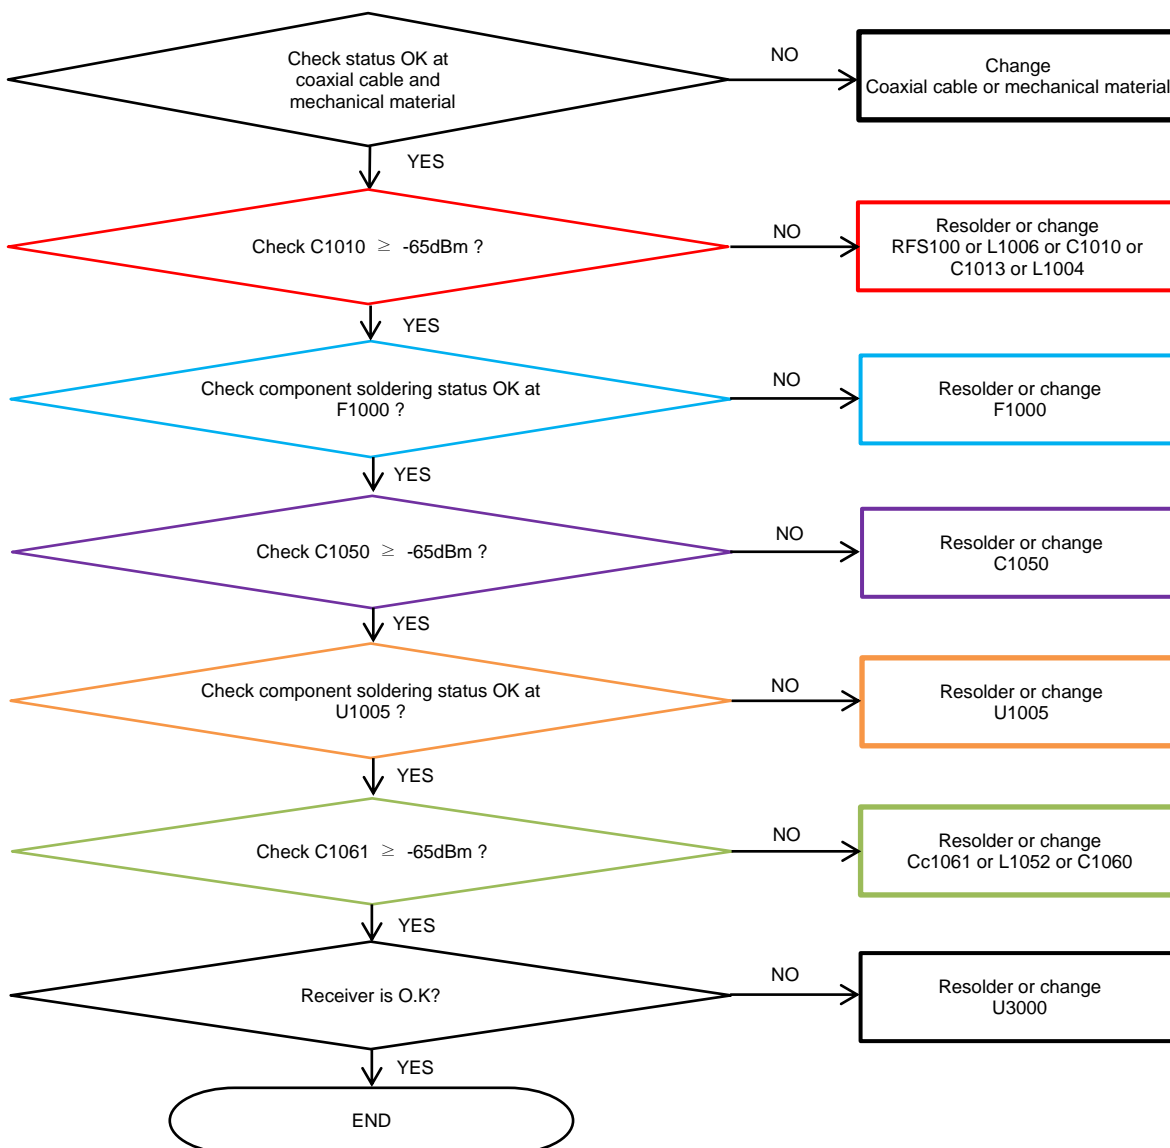 Check status OK at
coaxial cable and
mechanical material
NO
Change
Coaxial cable or mechanical material
YES
Check C1010 ≥ -65dBm ?
NO
Resolder or change
RFS100 or L1006 or C1010 or
C1013 or L1004
YES
Check component soldering status OK at
F1000 ?
NO
Resolder or change
F1000
YES
Check C1050 ≥ -65dBm ?
NO
Resolder or change
C1050
YES
Check component soldering status OK at
U1005 ?
NO
Resolder or change
U1005
YES
Check C1061 ≥ -65dBm ?
NO
Resolder or change
Cc1061 or L1052 or C1060
YES
Receiver is O.K?
NO
Resolder or change
U3000
YES
END